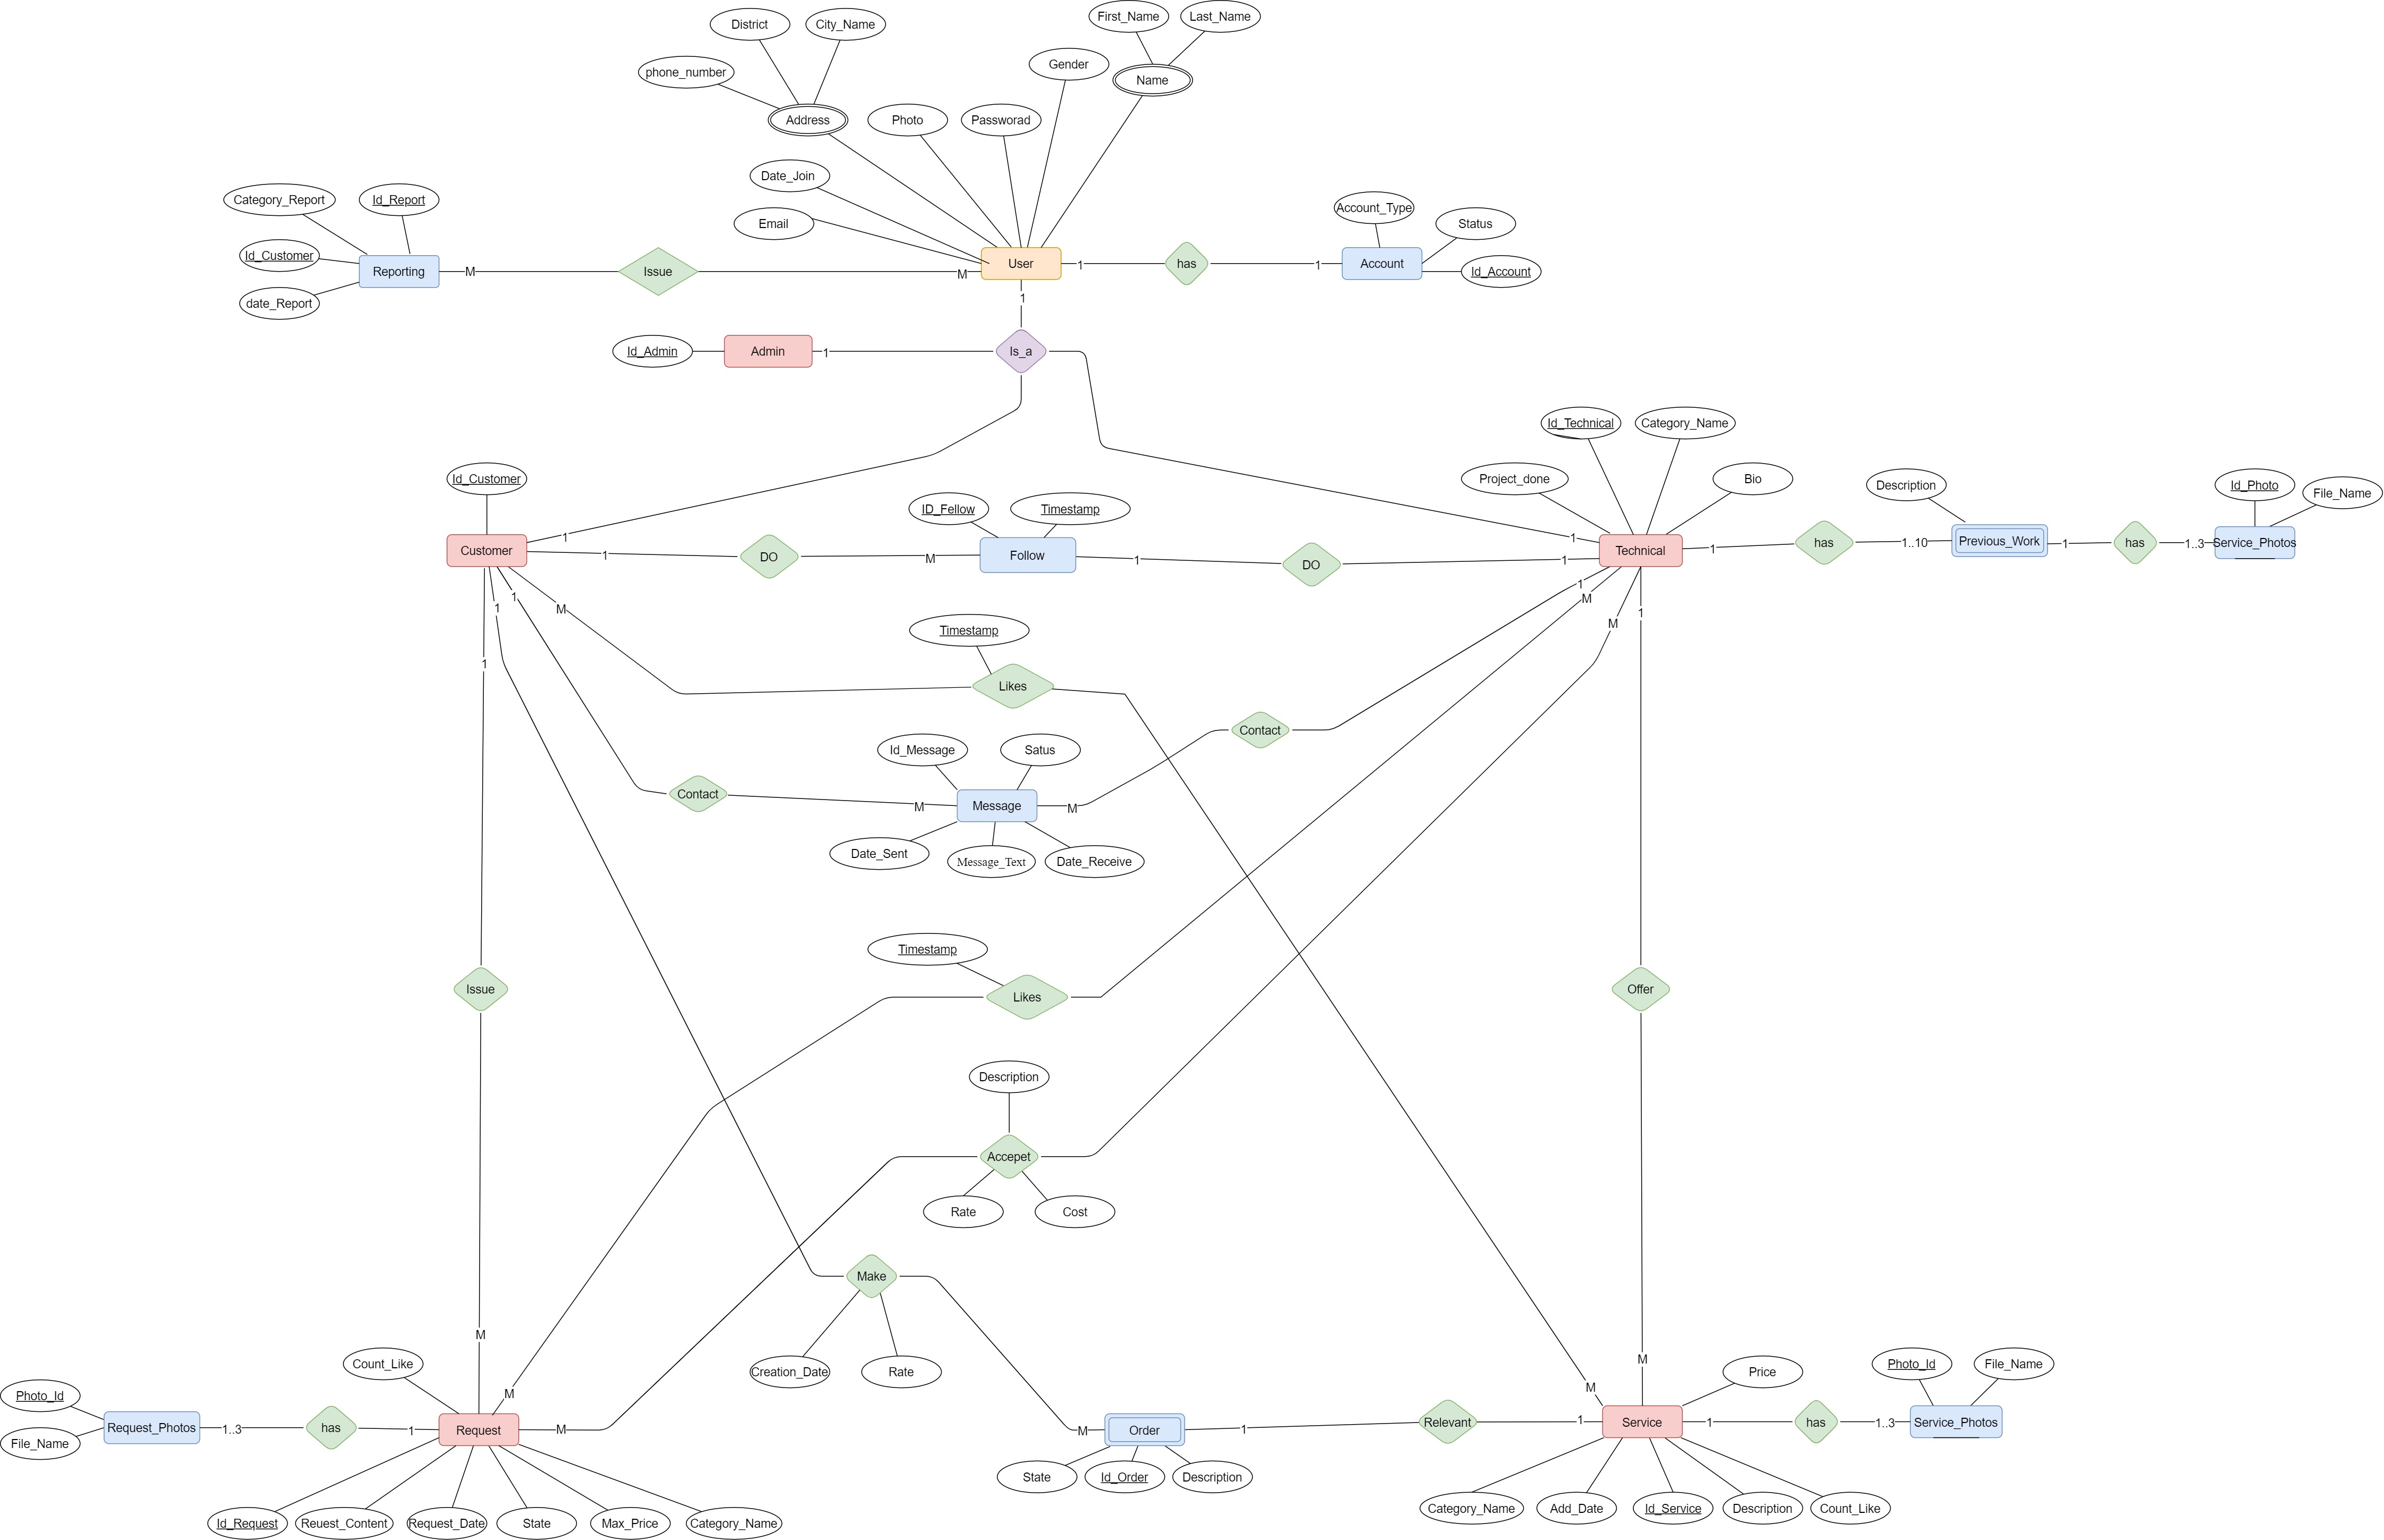 First_Name
Last_Name
District
City_Name
Gender
phone_number
Name
Address
Photo
Passworad
Date_Join
Category_Report
Id_Report
Account_Type
Email
Status
Id_Customer
Reporting
M
Issue
M
User
1
has
1
Account
Id_Account
date_Report
1
Id_Admin
Admin
1
Is_a
Id_Technical
Category_Name
Id_Customer
Project_done
Bio
Description
Id_Photo
File_Name
ID_Fellow
Timestamp
1
1
Customer
1
DO
M
Follow
1
DO
1
Technical
1
has
1..10
Previous_Work
1
has
1..3
Service_Photos
1
1
M
1
M
1
M
Timestamp
1
Likes
Contact
Id_Message
Satus
Contact
M
Message
M
Date_Sent
Message_Text
Date_Receive
Timestamp
Issue
Likes
Offer
Description
Accepet
Rate
Cost
Make
M
M
Count_Like
Creation_Date
Rate
M
M
Price
Photo_Id
File_Name
Photo_Id
Request_Photos
1..3
has
1
Request
M
M
Order
1
Relevant
1
Service
1
has
1..3
Service_Photos
File_Name
State
Id_Order
Description
Category_Name
Add_Date
Id_Service
Description
Count_Like
Id_Request
Reuest_Content
Request_Date
State
Max_Price
Category_Name